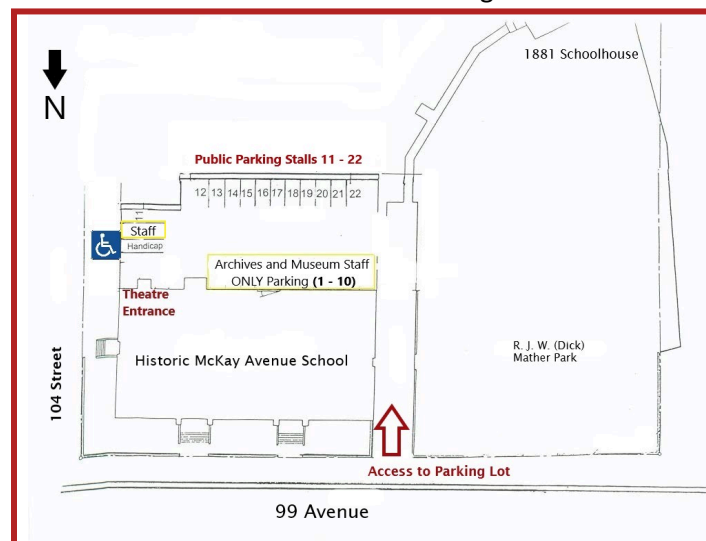 1881 Schoolhouse
N
Public Parking Stalls 11 - 22
12 13 14 15 16 17 18 19 20 21 22
11
Staff
Handicap
Archives and Museum Staff
ONLY Parking (1 - 10)
Theatre
Entrance
Historic McKay Avenue School
R. J. W. (Dick)
Mather Park
104 Street
Access to Parking Lot
99 Avenue